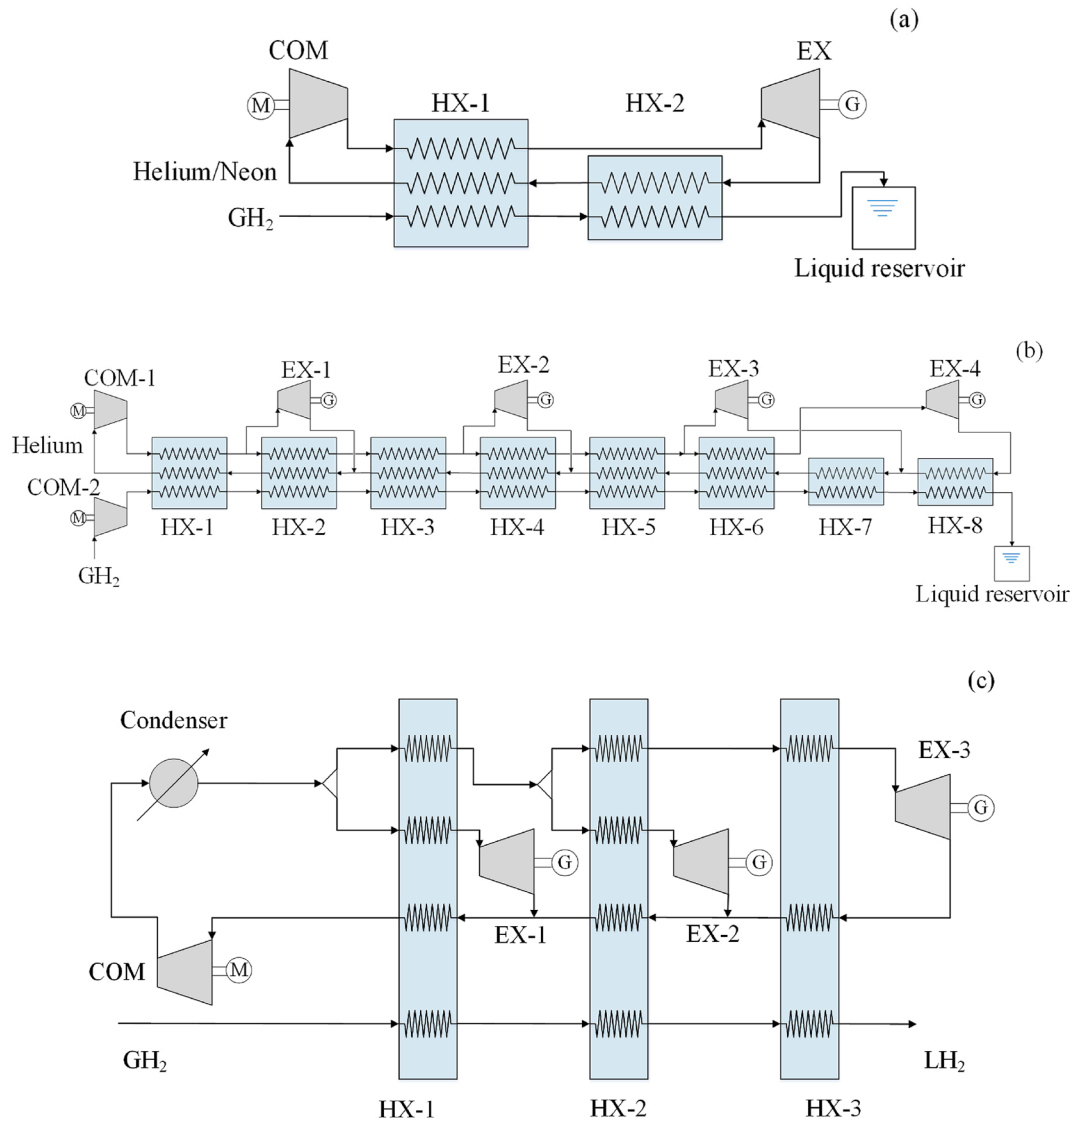 (a)
COM
EX
M
HX-1
HX-2
G
Helium/Neon
GH₂
Liquid reservoir
(b)
COM-1
EX-1
EX-2
EX-3
EX-4
M
G
G
G
G
Helium
COM-2
M
HX-1
HX-2
HX-3
HX-4
HX-5
HX-6
HX-7
HX-8
GH₂
Liquid reservoir
(c)
Condenser
EX-3
G
G
G
EX-1
EX-2
COM
M
GH₂
LH₂
HX-1
HX-2
HX-3